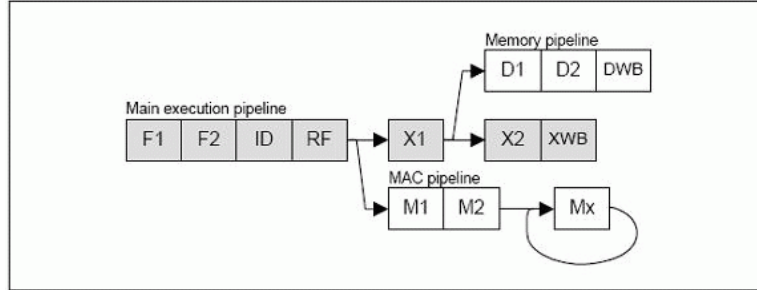 Memory pipeline
D1 D2 DWB
Main execution pipeline
F1 F2 ID RF X1 X2 XWB
MAC pipeline
M1 M2 Mx